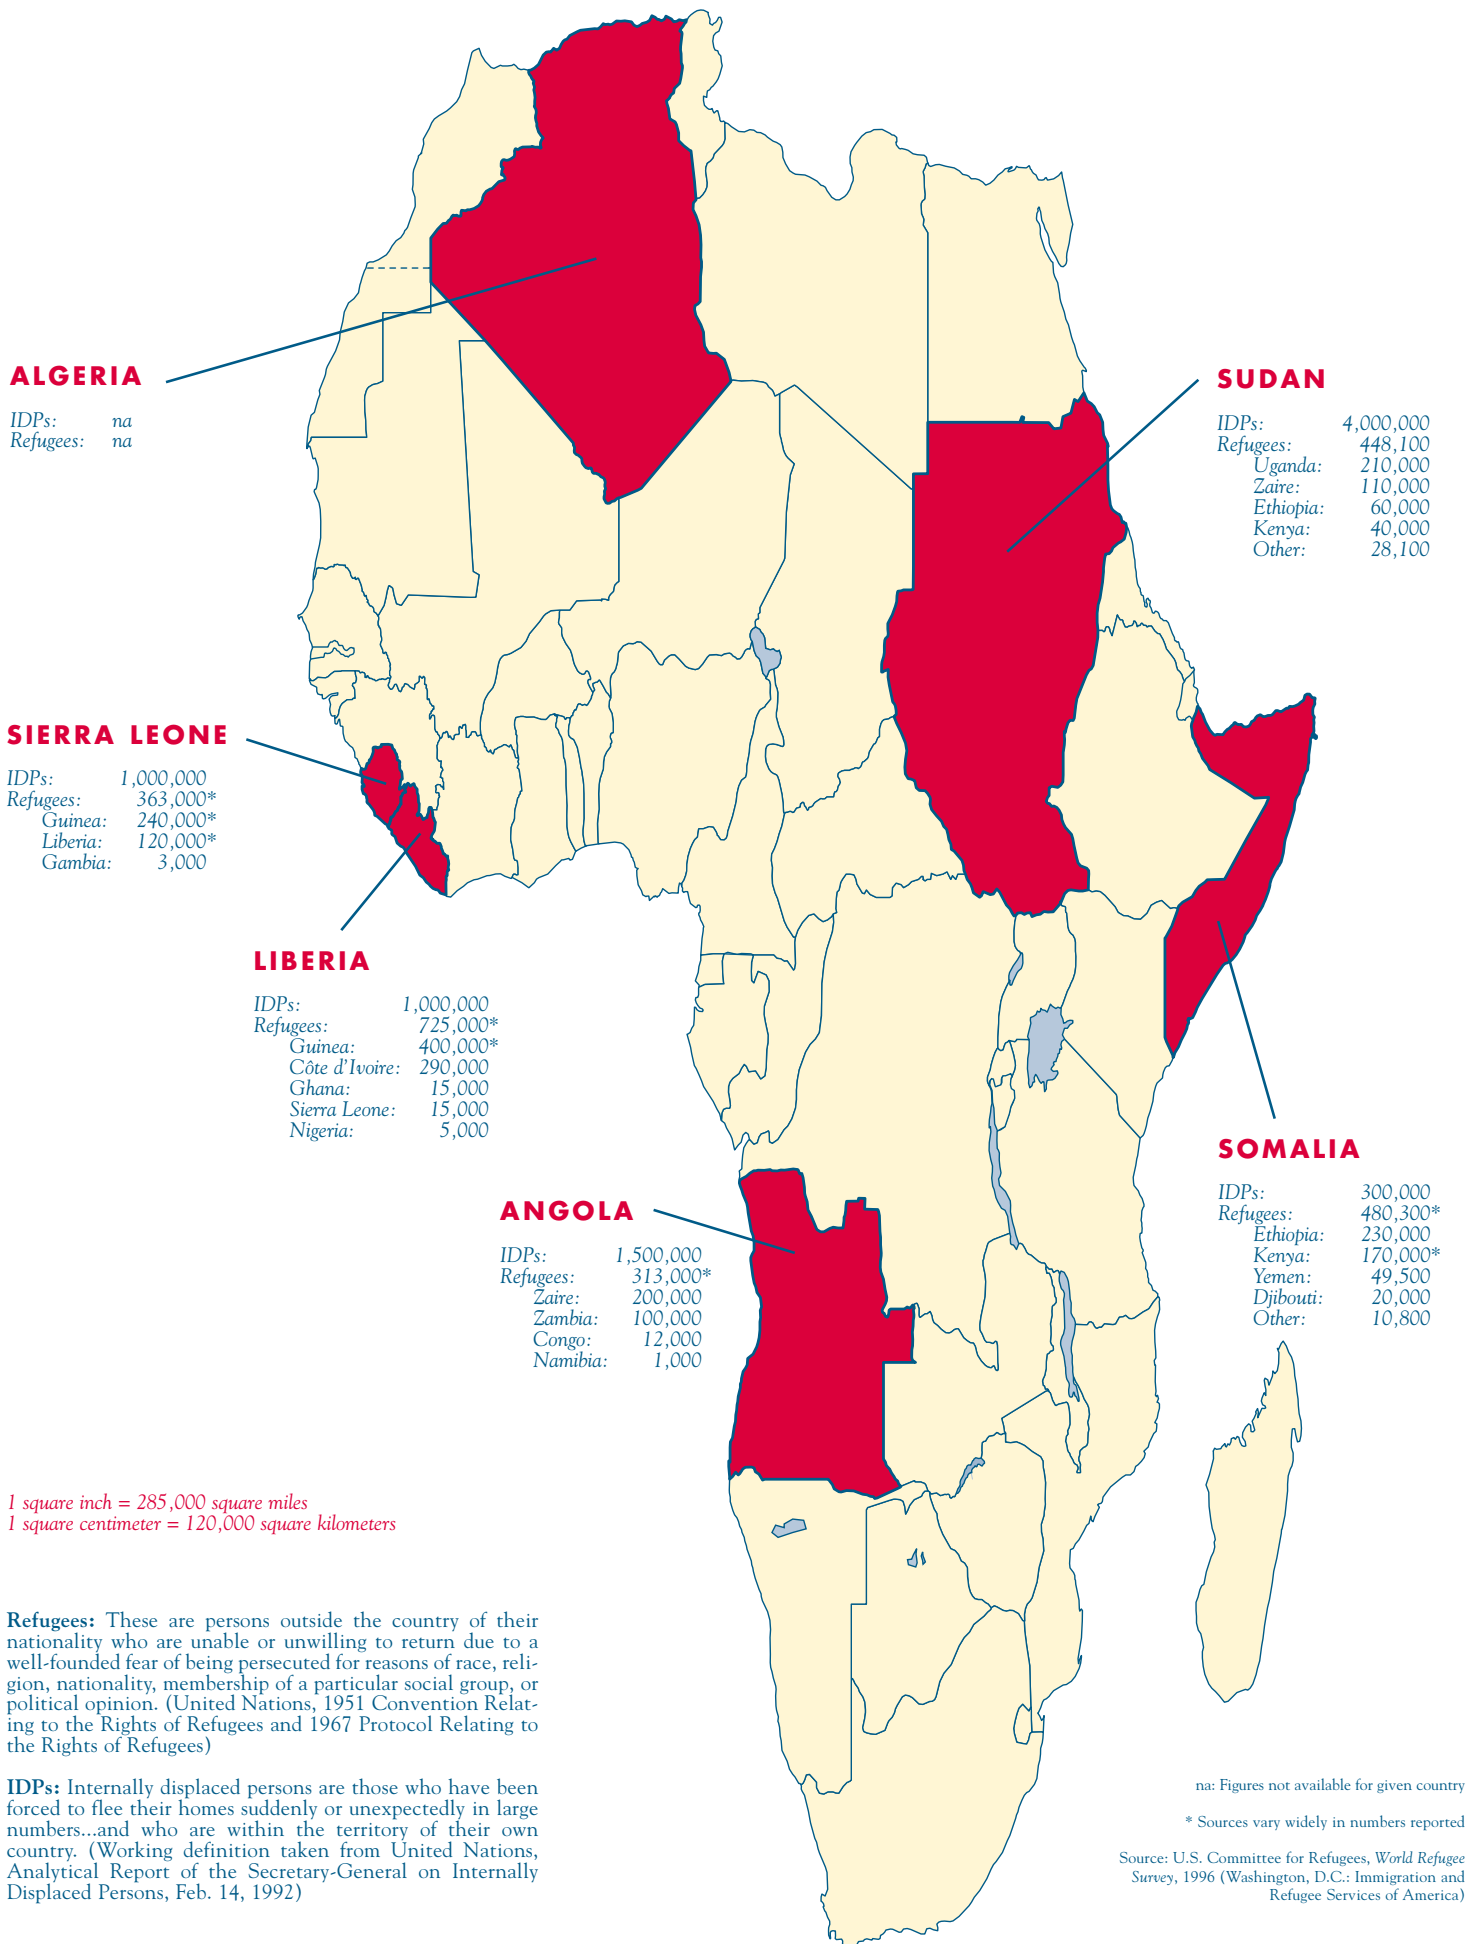 ALGERIA
IDPs: na
Refugees: na
SUDAN
IDPs: 4,000,000
Refugees: 448,100
Uganda: 210,000
Zaire: 110,000
Ethiopia: 60,000
Kenya: 40,000
Other: 28,100
SIERRA LEONE
IDPs: 1,000,000
Refugees: 363,000*
Guinea: 240,000*
Liberia: 120,000*
Gambia: 3,000
LIBERIA
IDPs: 1,000,000
Refugees: 725,000*
Guinea: 400,000*
Côte d'Ivoire: 290,000
Ghana: 15,000
Sierra Leone: 15,000
Nigeria: 5,000
SOMALIA
IDPs: 300,000
Refugees: 480,300*
Ethiopia: 230,000
Kenya: 170,000*
Yemen: 49,500
Djibouti: 20,000
Other: 10,800
ANGOLA
IDPs: 1,500,000
Refugees: 313,000*
Zaire: 200,000
Zambia: 100,000
Congo: 12,000
Namibia: 1,000
1 square inch = 285,000 square miles
1 square centimeter = 120,000 square kilometers
Refugees: These are persons outside the country of their
nationality who are unable or unwilling to return due to a
well-founded fear of being persecuted for reasons of race, reli-
gion, nationality, membership of a particular social group, or
political opinion. (United Nations, 1951 Convention Relat-
ing to the Rights of Refugees and 1967 Protocol Relating to
the Rights of Refugees)
IDPs: Internally displaced persons are those who have been
forced to flee their homes suddenly or unexpectedly in large
numbers...and who are within the territory of their own
country. (Working definition taken from United Nations,
Analytical Report of the Secretary-General on Internally
Displaced Persons, Feb. 14, 1992)
na: Figures not available for given country
* Sources vary widely in numbers reported
Source: U.S. Committee for Refugees, World Refugee
Survey, 1996 (Washington, D.C.: Immigration and
Refugee Services of America)